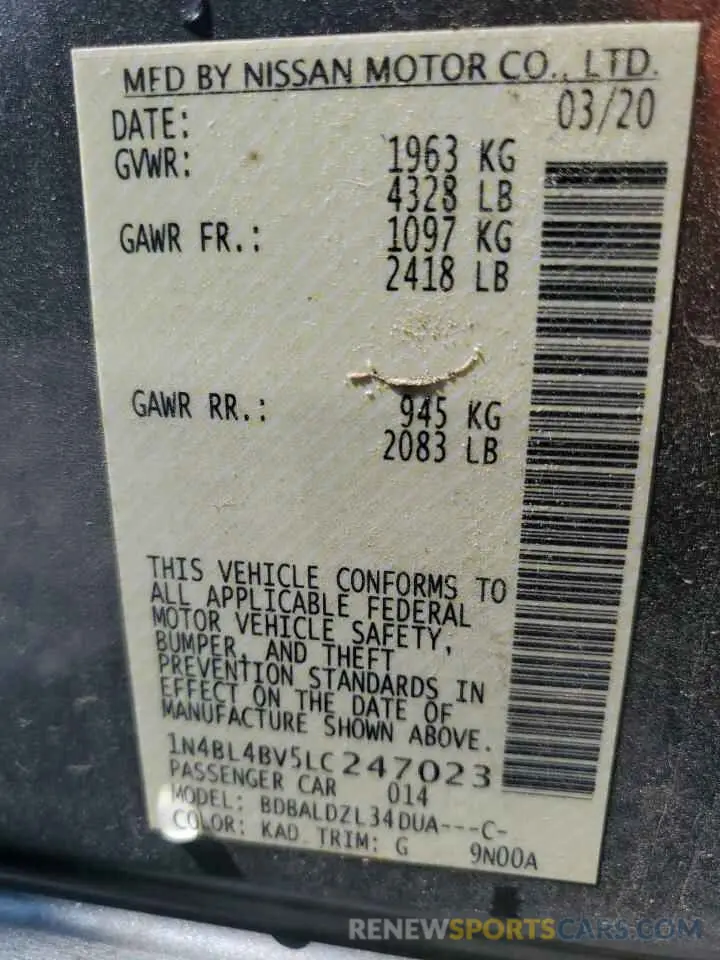 MFD BY NISSAN MOTOR CO., LTD.
DATE: 03/20
GVWR: 1963 KG
4328 LB
GAWR FR.: 1097 KG
2418 LB
GAWR RR.: 945 KG
2083 LB
THIS VEHICLE CONFORMS TO
ALL APPLICABLE FEDERAL
MOTOR VEHICLE SAFETY,
BUMPER, AND THEFT
PREVENTION STANDARDS IN
EFFECT ON THE DATE OF
MANUFACTURE SHOWN ABOVE.
1N4BL4BV5LC247023
PASSENGER CAR 014
MODEL: BDBALDZL34DUA---C-
COLOR: KAD TRIM: G 9N00A
RENEWSPORTSCARS.COM